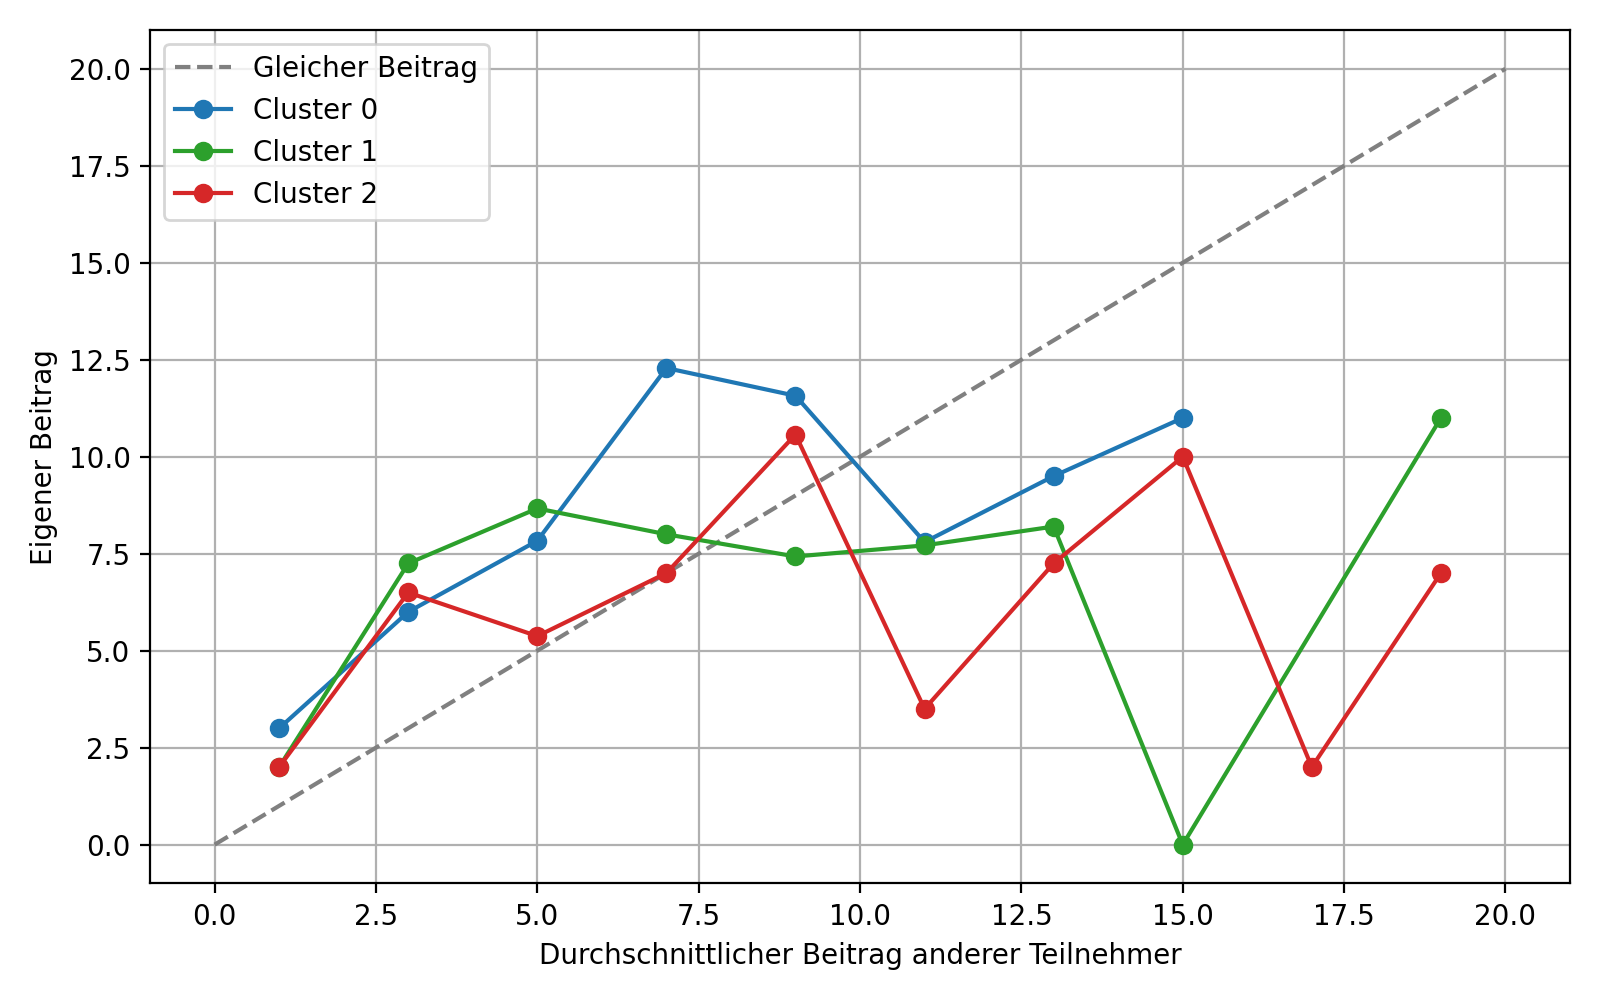 Gleicher Beitrag
Cluster 0
Cluster 1
Cluster 2
20.0
17.5
15.0
12.5
10.0
7.5
5.0
2.5
0.0
Eigener Beitrag
0.0 2.5 5.0 7.5 10.0 12.5 15.0 17.5 20.0
Durchschnittlicher Beitrag anderer Teilnehmer